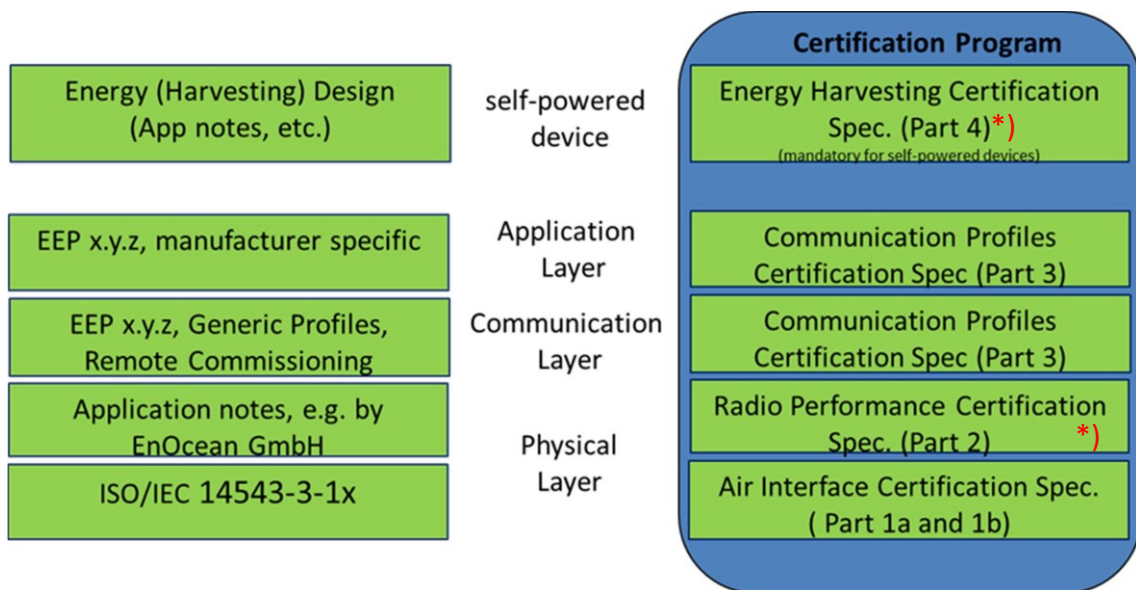 Certification Program
Energy (Harvesting) Design
(App notes, etc.)
self-powered
device
Energy Harvesting Certification
Spec. (Part 4)*)
(mandatory for self-powered devices)
EEP x.y.z, manufacturer specific
Application
Layer
Communication Profiles
Certification Spec (Part 3)
EEP x.y.z, Generic Profiles,
Remote Commissioning
Communication
Layer
Communication Profiles
Certification Spec (Part 3)
Application notes, e.g. by
EnOcean GmbH
Physical
Layer
Radio Performance Certification
Spec. (Part 2) *)
ISO/IEC 14543-3-1x
Air Interface Certification Spec.
( Part 1a and 1b)